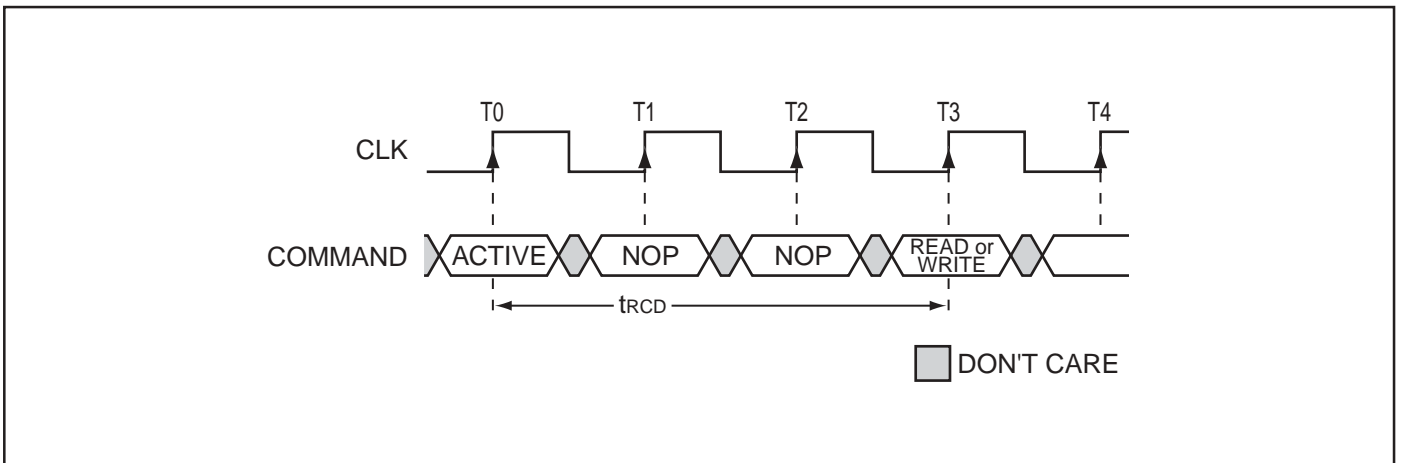 T0 T1 T2 T3 T4
CLK
COMMAND ACTIVE NOP NOP READ or
WRITE
tRCD
DON'T CARE